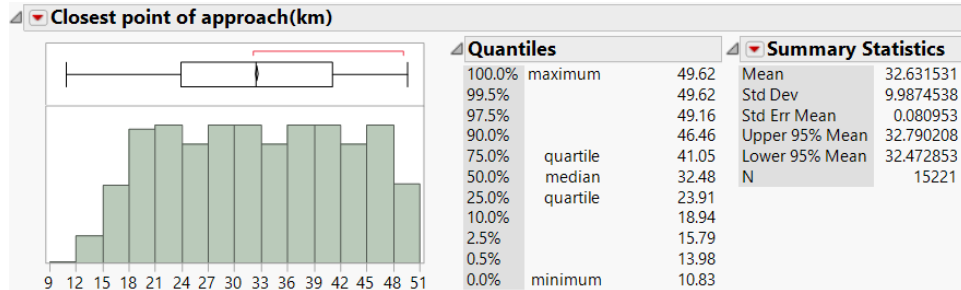 Closest point of approach(km)
9 12 15 18 21 24 27 30 33 36 39 42 45 48 51
Quantiles
100.0% maximum 49.62
99.5% 49.62
97.5% 49.16
90.0% 46.46
75.0% quartile 41.05
50.0% median 32.48
25.0% quartile 23.91
10.0% 18.94
2.5% 15.79
0.5% 13.98
0.0% minimum 10.83
Summary Statistics
Mean 32.631531
Std Dev 9.9874538
Std Err Mean 0.080953
Upper 95% Mean 32.790208
Lower 95% Mean 32.472853
N 15221